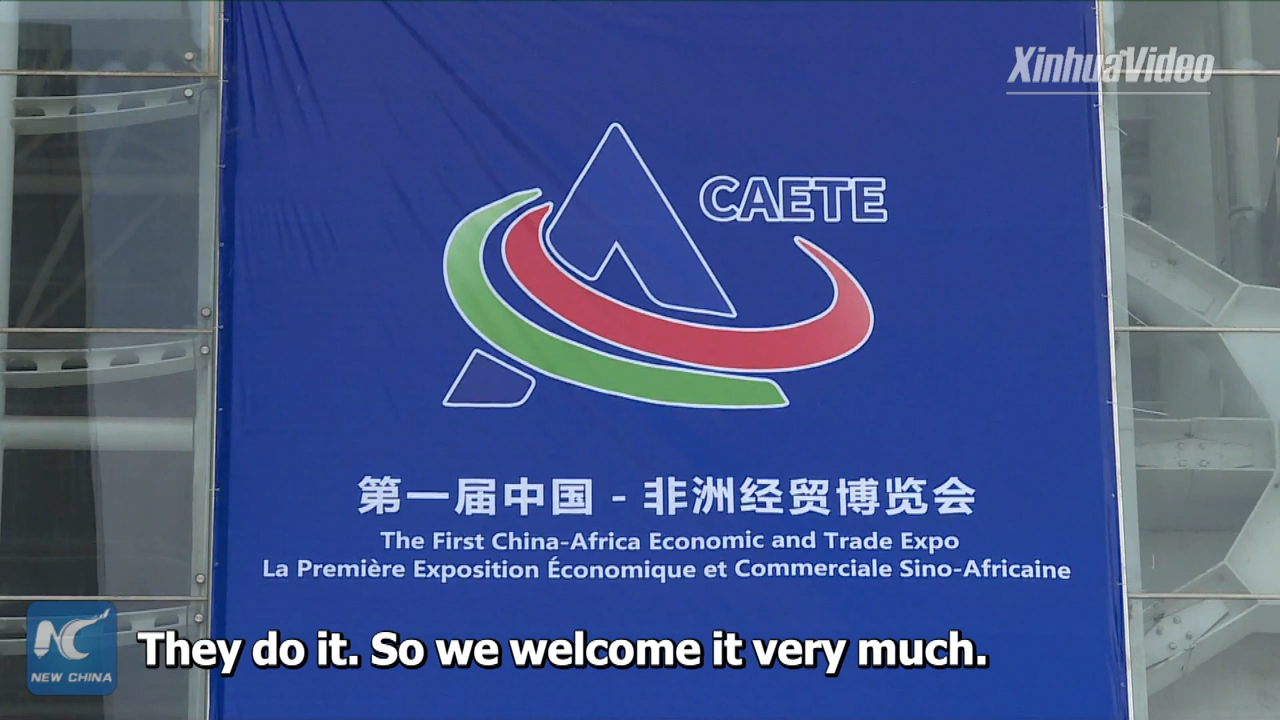 XinhuaVideo
CAETE
第一届中国 - 非洲经贸博览会
The First China-Africa Economic and Trade Expo
La Première Exposition Économique et Commerciale Sino-Africaine
They do it. So we welcome it very much.
NC
NEW CHINA